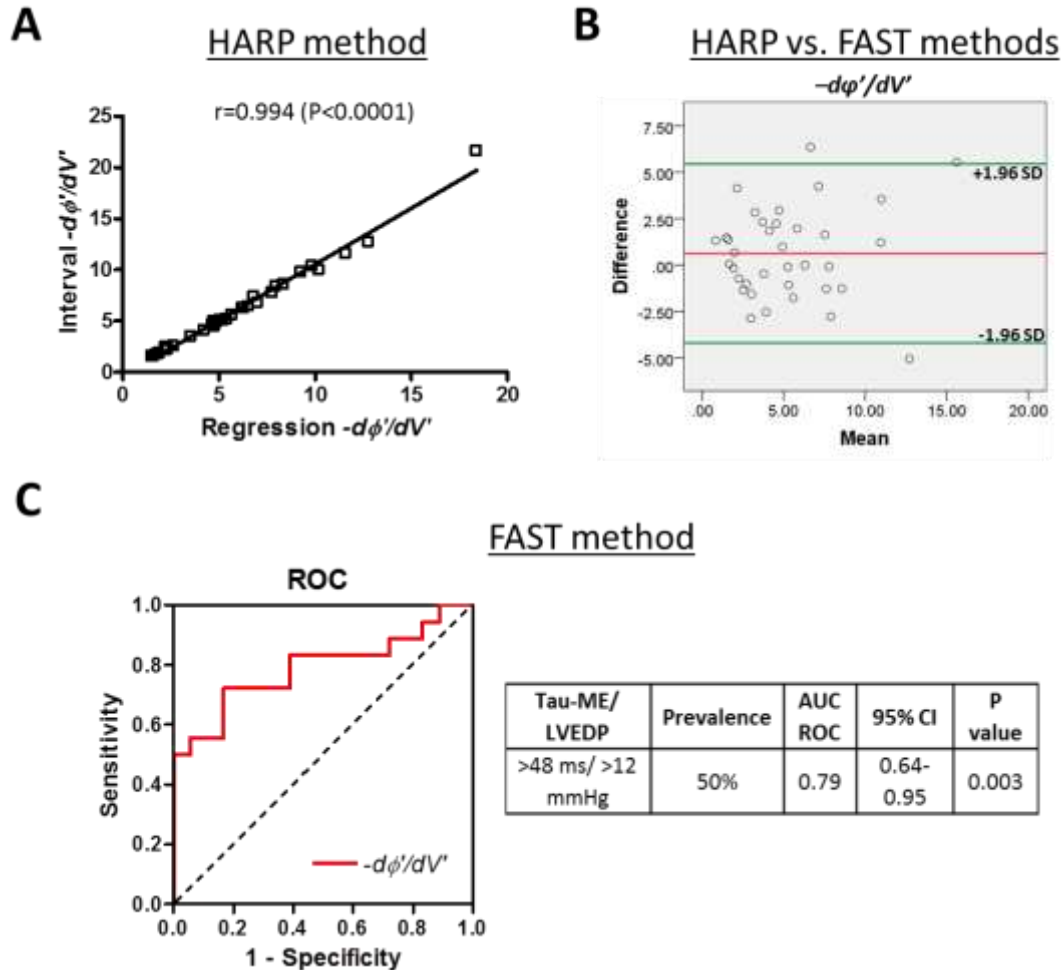 A
HARP method
r=0.994 (P<0.0001)
25
20
15
10
5
0
0 5 10 15 20
Interval -dϕ'/dV'
Regression -dϕ'/dV'
B
HARP vs. FAST methods
–dφ'/dV'
7.50
5.00
2.50
.00
-2.50
-5.00
+1.96 SD
-1.96 SD
Difference
.00 5.00 10.00 15.00 20.00
Mean
C
FAST method
ROC
1.0
0.8
0.6
0.4
0.2
0.0
0.0 0.2 0.4 0.6 0.8 1.0
Sensitivity
-dϕ'/dV'
1 - Specificity
Tau-ME/ LVEDP Prevalence AUC ROC 95% CI P value
>48 ms/ >12 mmHg 50% 0.79 0.64-0.95 0.003